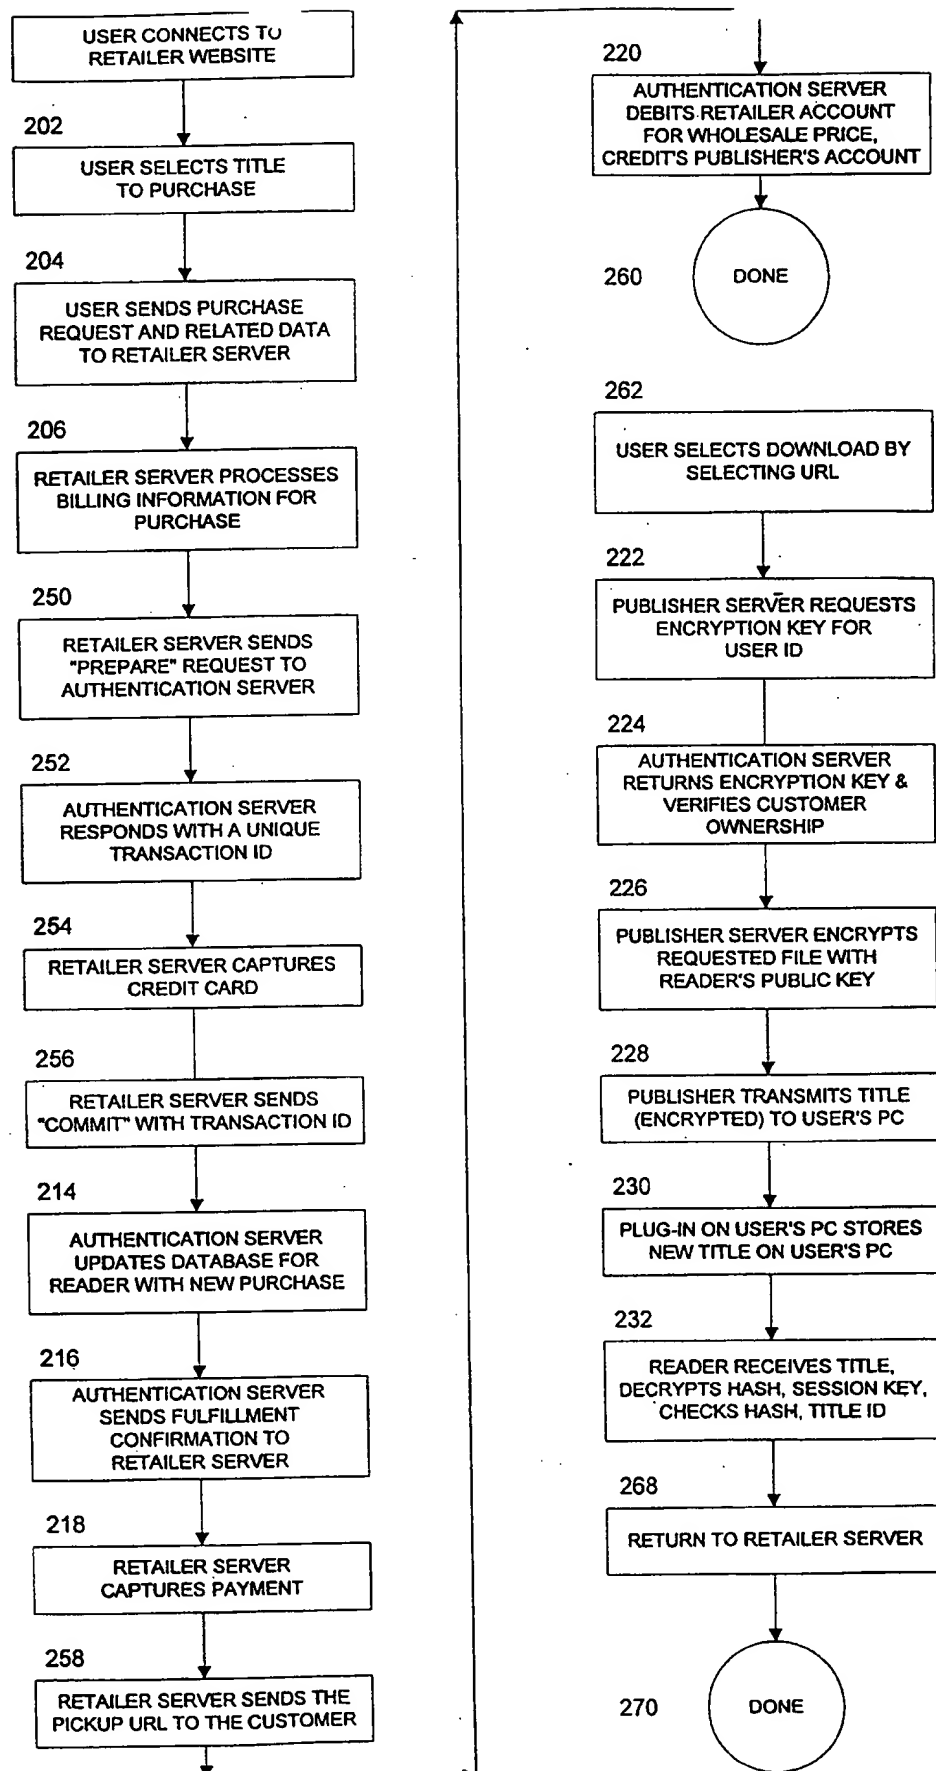 USER CONNECTS TO
RETAILER WEBSITE
202
USER SELECTS TITLE
TO PURCHASE
204
USER SENDS PURCHASE
REQUEST AND RELATED DATA
TO RETAILER SERVER
206
RETAILER SERVER PROCESSES
BILLING INFORMATION FOR
PURCHASE
250
RETAILER SERVER SENDS
"PREPARE" REQUEST TO
AUTHENTICATION SERVER
252
AUTHENTICATION SERVER
RESPONDS WITH A UNIQUE
TRANSACTION ID
254
RETAILER SERVER CAPTURES
CREDIT CARD
256
RETAILER SERVER SENDS
"COMMIT" WITH TRANSACTION ID
214
AUTHENTICATION SERVER
UPDATES DATABASE FOR
READER WITH NEW PURCHASE
216
AUTHENTICATION SERVER
SENDS FULFILLMENT
CONFIRMATION TO
RETAILER SERVER
218
RETAILER SERVER
CAPTURES PAYMENT
258
RETAILER SERVER SENDS THE
PICKUP URL TO THE CUSTOMER
220
AUTHENTICATION SERVER
DEBITS RETAILER ACCOUNT
FOR WHOLESALE PRICE,
CREDIT'S PUBLISHER'S ACCOUNT
260
DONE
262
USER SELECTS DOWNLOAD BY
SELECTING URL
222
PUBLISHER SERVER REQUESTS
ENCRYPTION KEY FOR
USER ID
224
AUTHENTICATION SERVER
RETURNS ENCRYPTION KEY &
VERIFIES CUSTOMER
OWNERSHIP
226
PUBLISHER SERVER ENCRYPTS
REQUESTED FILE WITH
READER'S PUBLIC KEY
228
PUBLISHER TRANSMITS TITLE
(ENCRYPTED) TO USER'S PC
230
PLUG-IN ON USER'S PC STORES
NEW TITLE ON USER'S PC
232
READER RECEIVES TITLE,
DECRYPTS HASH, SESSION KEY,
CHECKS HASH, TITLE ID
268
RETURN TO RETAILER SERVER
270
DONE